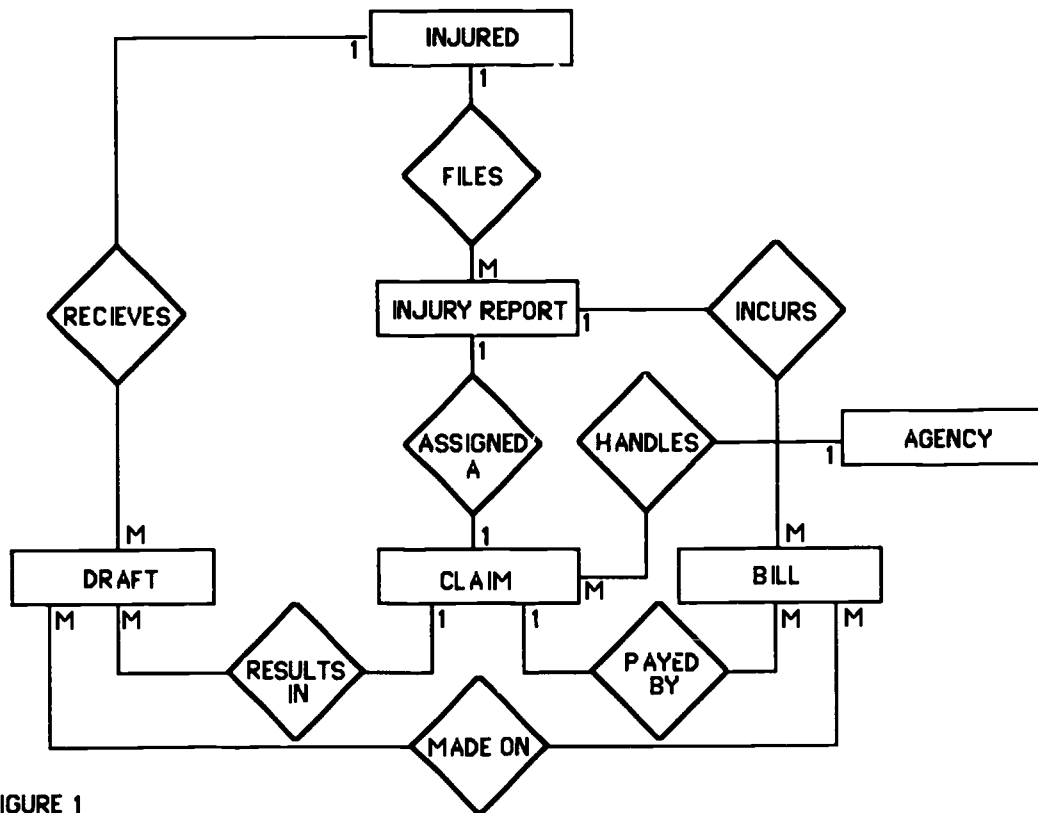 INJURED
1
1
FILES
M
INJURY REPORT
1
1
RECIEVES
INCURS
ASSIGNED
A
HANDLES
AGENCY
1
M
1
M
DRAFT
CLAIM
M
BILL
M
M
1
1
M
M
RESULTS
IN
PAYED
BY
MADE ON
IGURE 1